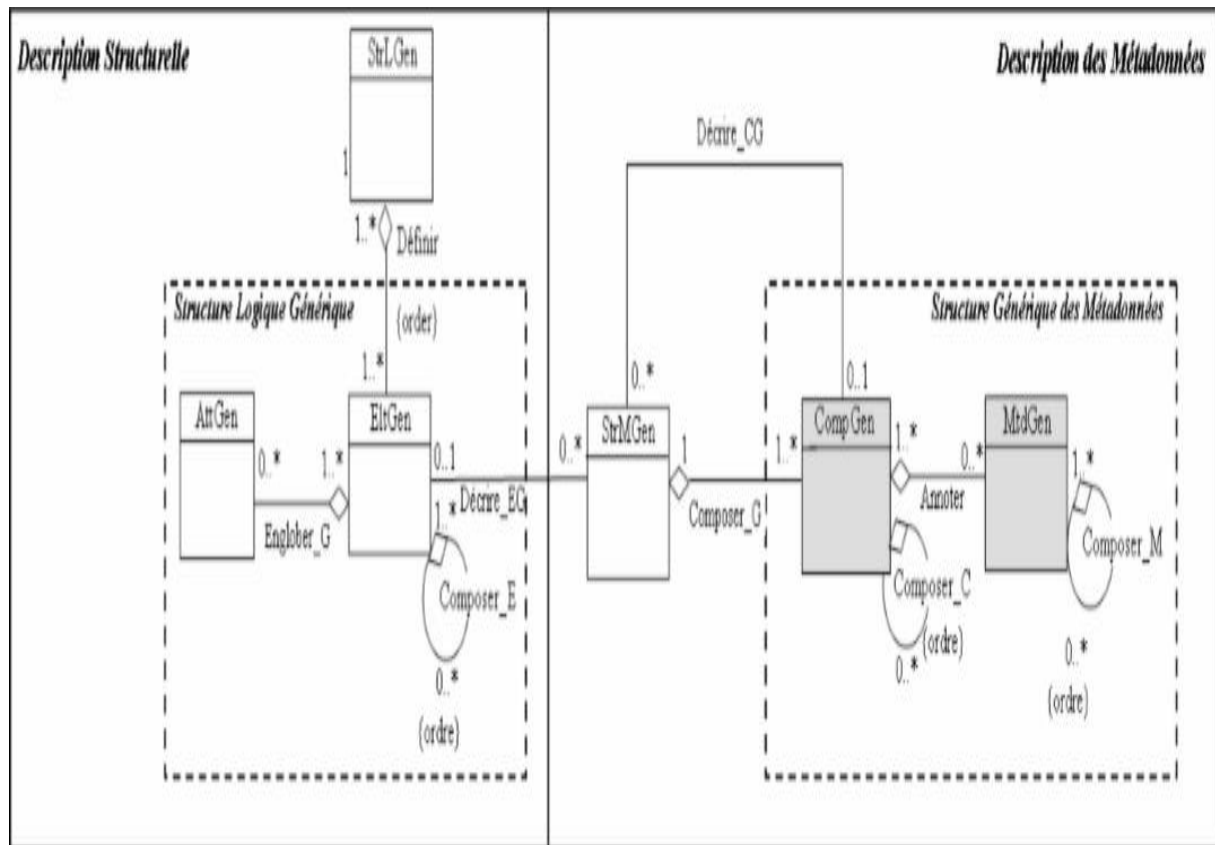 Description Structurelle
Description des Métadonnées
StrLGen
1
1..*
Définir
Décrire_CG
Structure Logique Générique
(order)
1..*
Structure Générique des Métadonnées
0..*
0..1
AttGen
EltGen
StrMGen
CompGen
MtdGen
0..*
1..*
0..1
0..*
1
1..*
1..*
0..*
1..*
Englober_G
Décrire_EG
Composer_G
Annoter
1..*
Composer_E
Composer_C
Composer_M
0..*
(ordre)
(ordre)
0..*
0..*
(ordre)